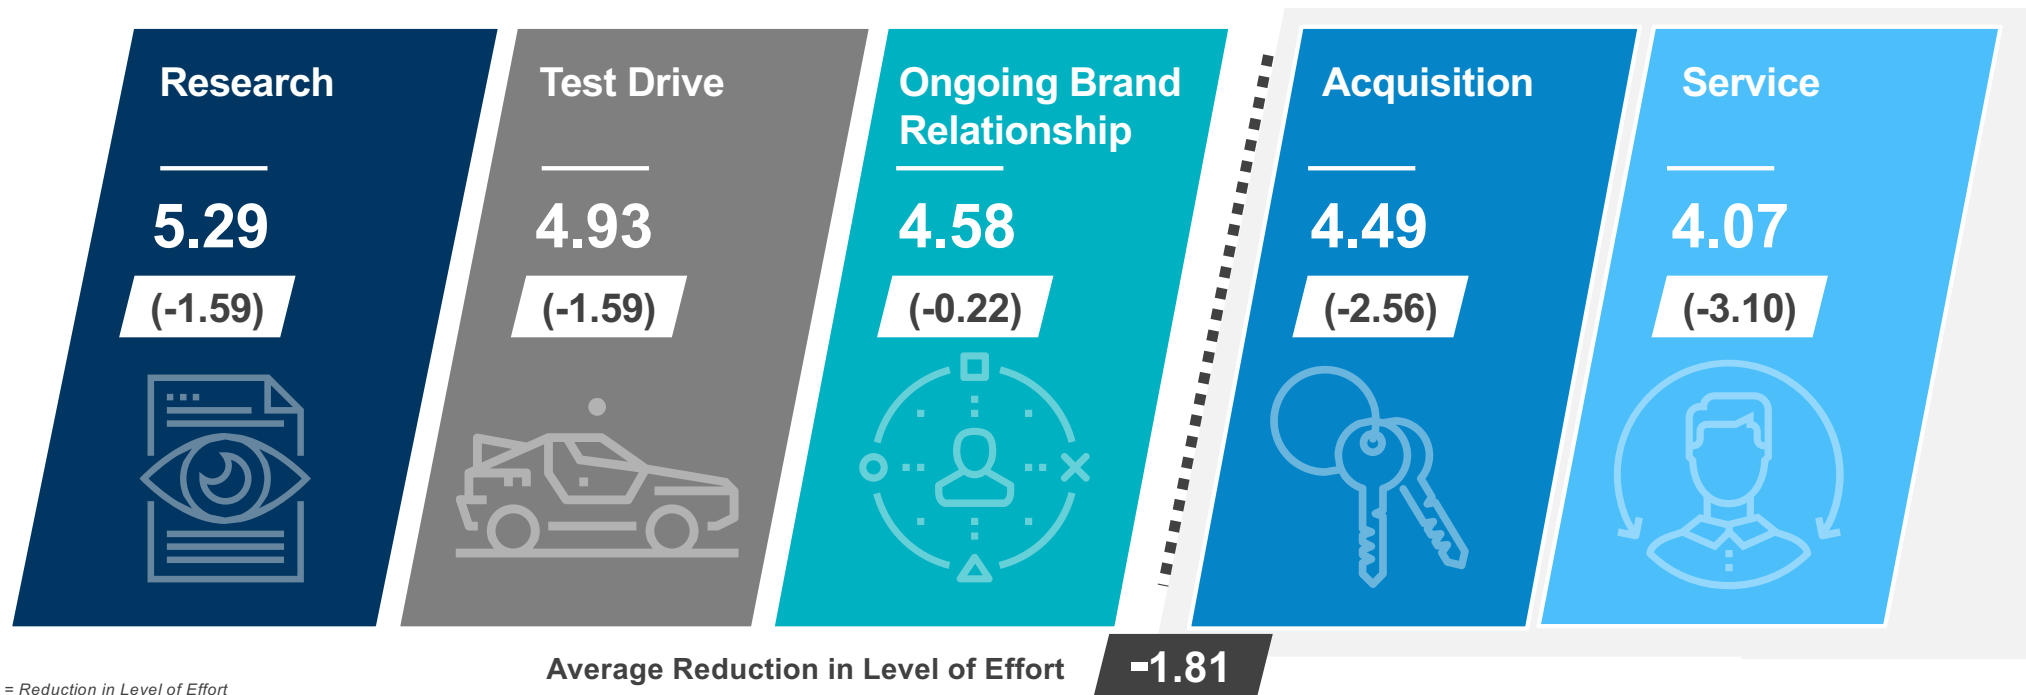 Research
5.29
(-1.59)
Test Drive
4.93
(-1.59)
Ongoing Brand
Relationship
4.58
(-0.22)
Acquisition
4.49
(-2.56)
Service
4.07
(-3.10)
Average Reduction in Level of Effort
-1.81
= Reduction in Level of Effort